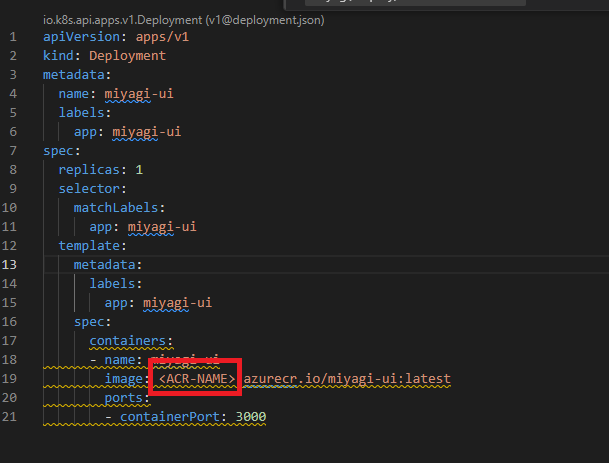 io.k8s.api.apps.v1.Deployment (v1@deployment.json)
1 apiVersion: apps/v1
2 kind: Deployment
3 metadata:
4   name: miyagi-ui
5   labels:
6     app: miyagi-ui
7 spec:
8   replicas: 1
9   selector:
10     matchLabels:
11       app: miyagi-ui
12   template:
13     metadata:
14       labels:
15         app: miyagi-ui
16     spec:
17       containers:
18       - name: miyagi-ui
19         image: <ACR-NAME>.azurecr.io/miyagi-ui:latest
20         ports:
21         - containerPort: 3000